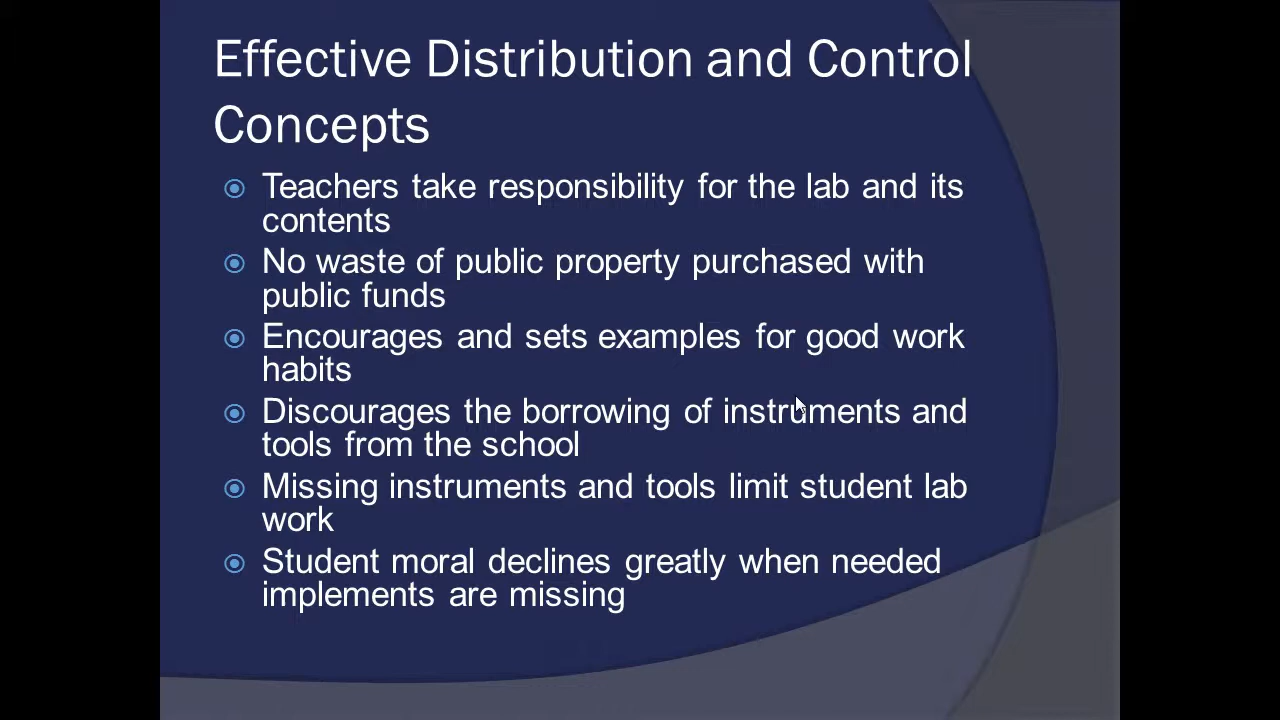 Effective Distribution and Control
Concepts
Teachers take responsibility for the lab and its
contents
No waste of public property purchased with
public funds
Encourages and sets examples for good work
habits
Discourages the borrowing of instruments and
tools from the school
Missing instruments and tools limit student lab
work
Student moral declines greatly when needed
implements are missing